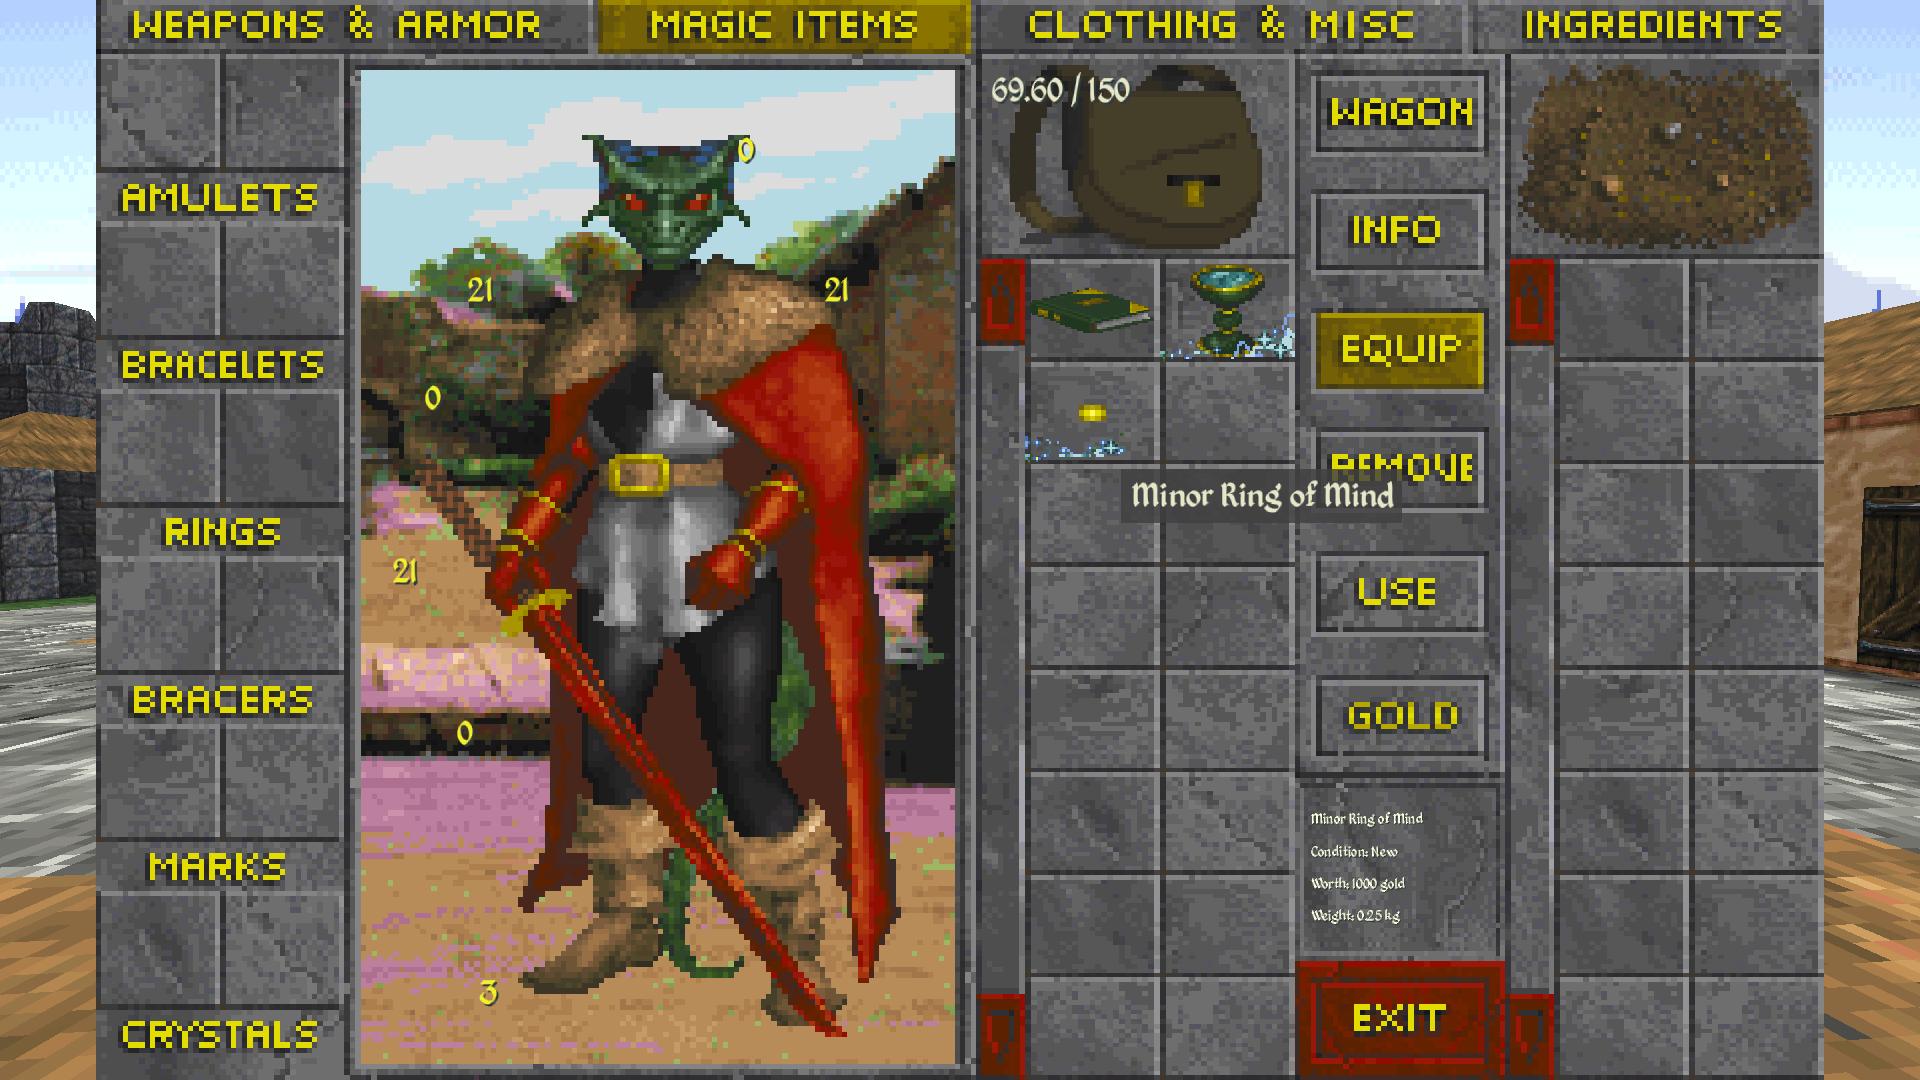 WEAPONS & ARMOR
MAGIC ITEMS
CLOTHING & MISC
INGREDIENTS
69.60 / 150
WAGON
INFO
EQUIP
REMOVE
USE
GOLD
EXIT
AMULETS
BRACELETS
RINGS
BRACERS
MARKS
CRYSTALS
0
21
21
0
21
0
3
Minor Ring of Mind
Minor Ring of Mind
Condition: New
Worth: 1000 gold
Weight: 0.25 kg